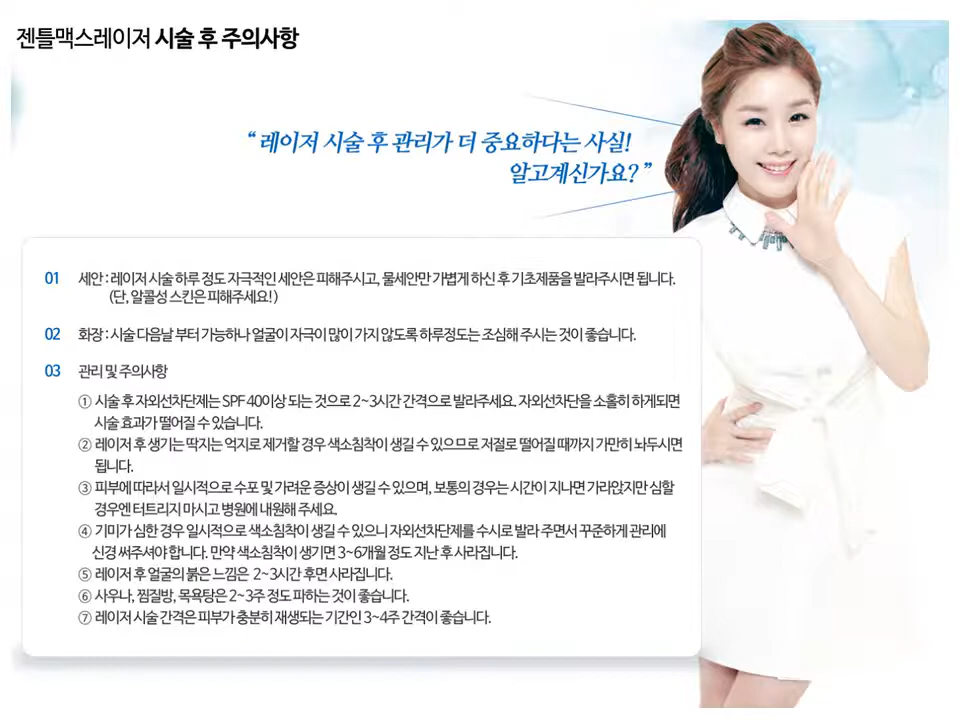 젠틀맥스레이저 시술 후 주의사항
“ 레이저 시술 후 관리가 더 중요하다는 사실!
알고계신가요? ”
01 세안 : 레이저 시술 하루 정도 자극적인 세안은 피해주시고, 물세안만 가볍게 하신 후 기초제품을 발라주시면 됩니다.
(단, 알콜성 스킨은 피해주세요!)
02 화장 : 시술 다음날 부터 가능하나 얼굴이 자극이 많이 가지 않도록 하루정도는 조심해 주시는 것이 좋습니다.
03 관리 및 주의사항
① 시술 후 자외선차단제는 SPF 40이상 되는 것으로 2~3시간 간격으로 발라주세요. 자외선차단을 소홀히 하게되면
시술 효과가 떨어질 수 있습니다.
② 레이저 후 생기는 딱지는 억지로 제거할 경우 색소침착이 생길 수 있으므로 저절로 떨어질 때까지 가만히 놔두시면
됩니다.
③ 피부에 따라서 일시적으로 수포 및 가려운 증상이 생길 수 있으며, 보통의 경우는 시간이 지나면 가라앉지만 심할
경우엔 터트리지 마시고 병원에 내원해 주세요.
④ 기미가 심한 경우 일시적으로 색소침착이 생길 수 있으니 자외선차단제를 수시로 발라 주면서 꾸준하게 관리에
신경 써주셔야 합니다. 만약 색소침착이 생기면 3~6개월 정도 지난 후 사라집니다.
⑤ 레이저 후 얼굴의 붉은 느낌은 2~3시간 후면 사라집니다.
⑥ 사우나, 찜질방, 목욕탕은 2~3주 정도 파하는 것이 좋습니다.
⑦ 레이저 시술 간격은 피부가 충분히 재생되는 기간인 3~4주 간격이 좋습니다.